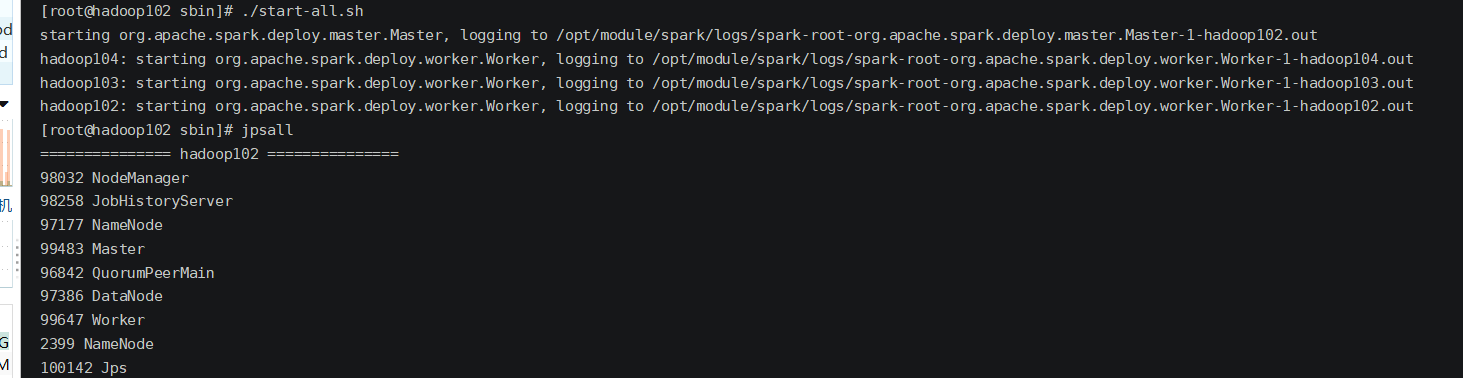 [root@hadoop102 sbin]# ./start-all.sh
starting org.apache.spark.deploy.master.Master, logging to /opt/module/spark/logs/spark-root-org.apache.spark.deploy.master.Master-1-hadoop102.out
hadoop104: starting org.apache.spark.deploy.worker.Worker, logging to /opt/module/spark/logs/spark-root-org.apache.spark.deploy.worker.Worker-1-hadoop104.out
hadoop103: starting org.apache.spark.deploy.worker.Worker, logging to /opt/module/spark/logs/spark-root-org.apache.spark.deploy.worker.Worker-1-hadoop103.out
hadoop102: starting org.apache.spark.deploy.worker.Worker, logging to /opt/module/spark/logs/spark-root-org.apache.spark.deploy.worker.Worker-1-hadoop102.out
[root@hadoop102 sbin]# jpsall
=============== hadoop102 ===============
98032 NodeManager
98258 JobHistoryServer
97177 NameNode
99483 Master
96842 QuorumPeerMain
97386 DataNode
99647 Worker
2399 NameNode
100142 Jps
od
d
机
G
M